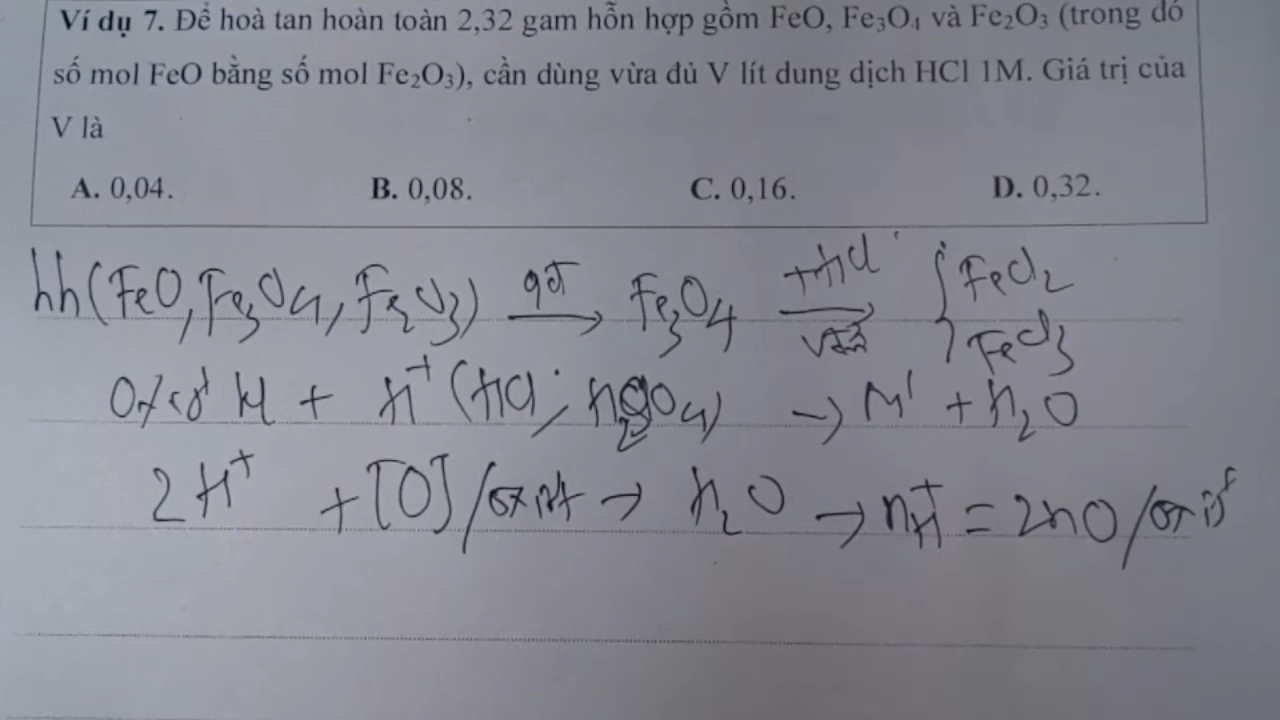 Ví dụ 7. Để hoà tan hoàn toàn 2,32 gam hỗn hợp gồm FeO, Fe₃O₄ và Fe₂O₃ (trong đó
số mol FeO bằng số mol Fe₂O₃), cần dùng vừa đủ V lít dung dịch HCl 1M. Giá trị của
V là
A. 0,04. B. 0,08. C. 0,16. D. 0,32.
hh(FeO, Fe₃O₄, Fe₂O₃) qđ → Fe₃O₄ +HCl → { FeCl₂
FeCl₃
+ H⁺ (HCl; H₂SO₄) → M' + H₂O
2H⁺ + [O]/oxit → H₂O → nH⁺ = 2nO/oxit